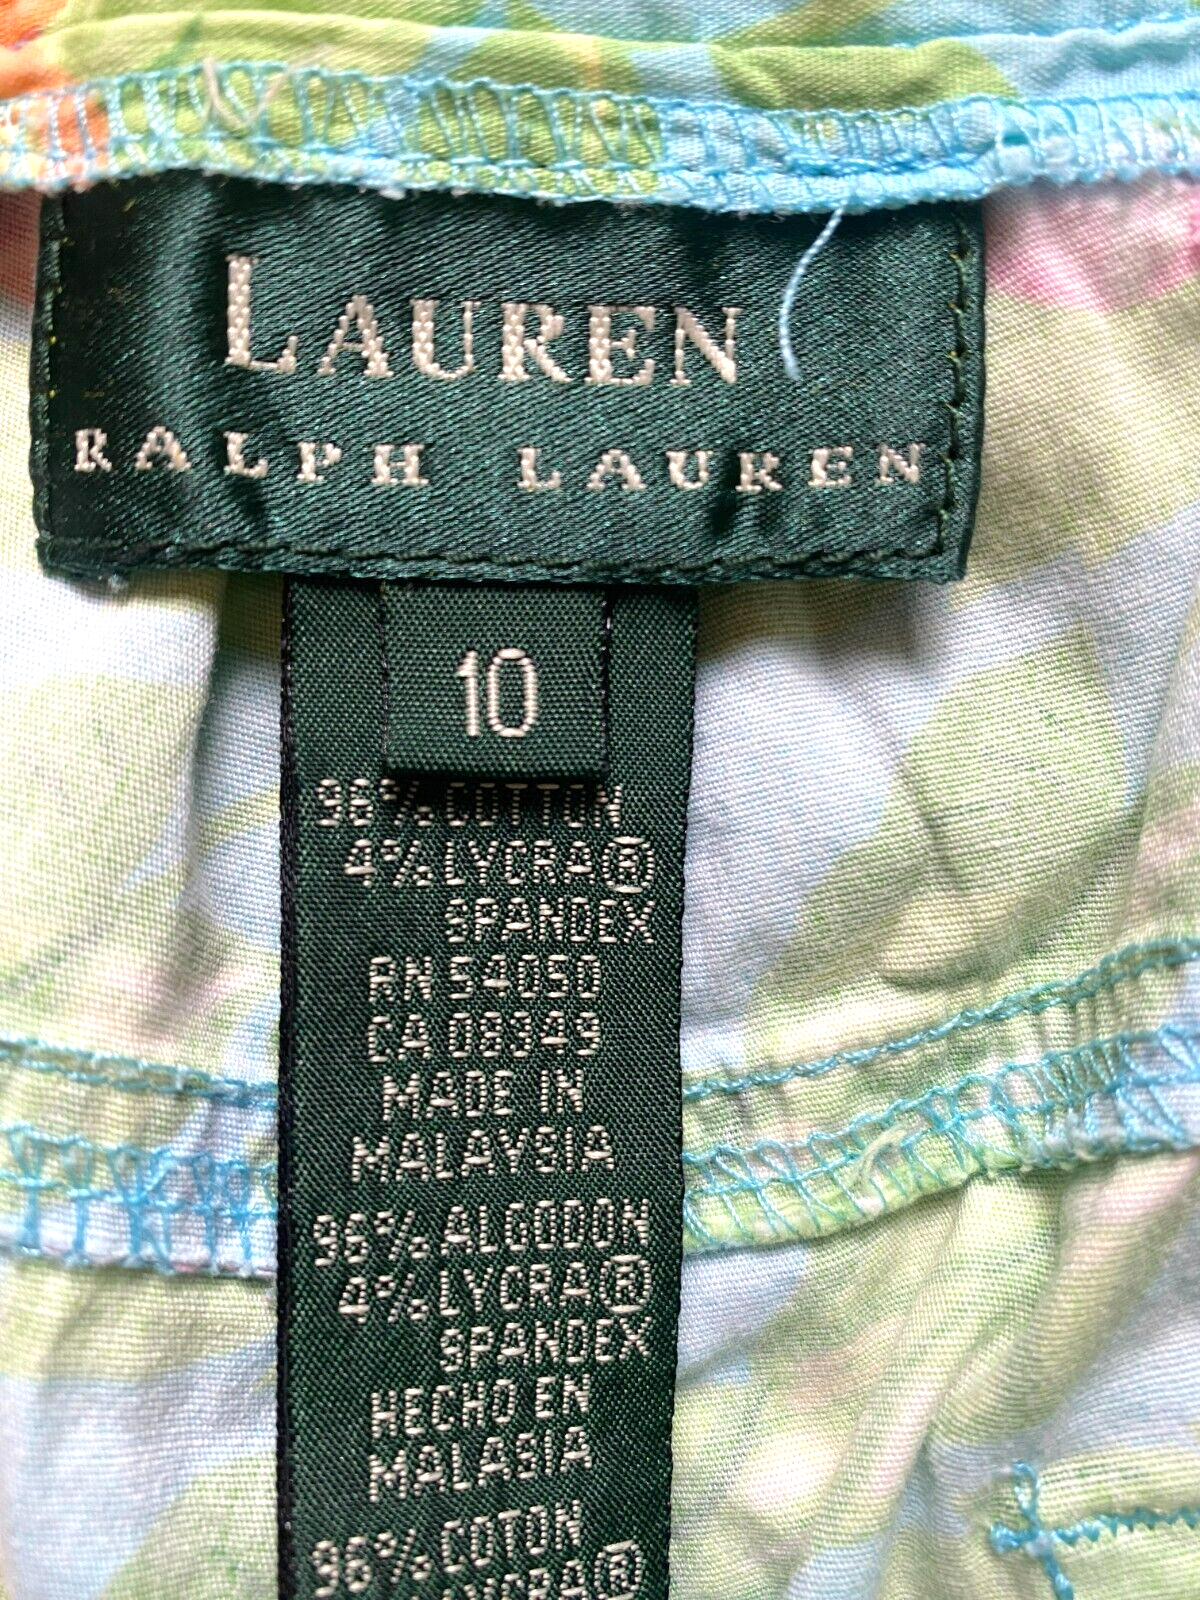 LAUREN
RALPH LAUREN
10
96% COTTON
4% LYCRA®
SPANDEX
RN 54050
CA 08349
MADE IN
MALAYSIA
96% ALGODON
4% LYCRA®
SPANDEX
HECHO EN
MALASIA
96% COTON
LYCRA®